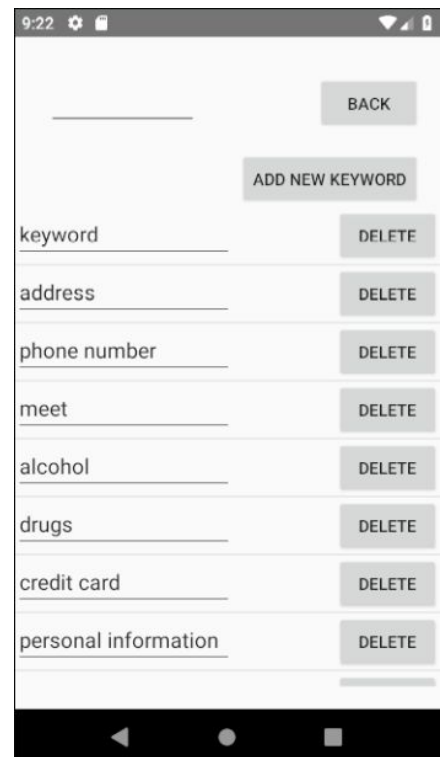 9:22
BACK
ADD NEW KEYWORD
keyword DELETE
address DELETE
phone number DELETE
meet DELETE
alcohol DELETE
drugs DELETE
credit card DELETE
personal information DELETE